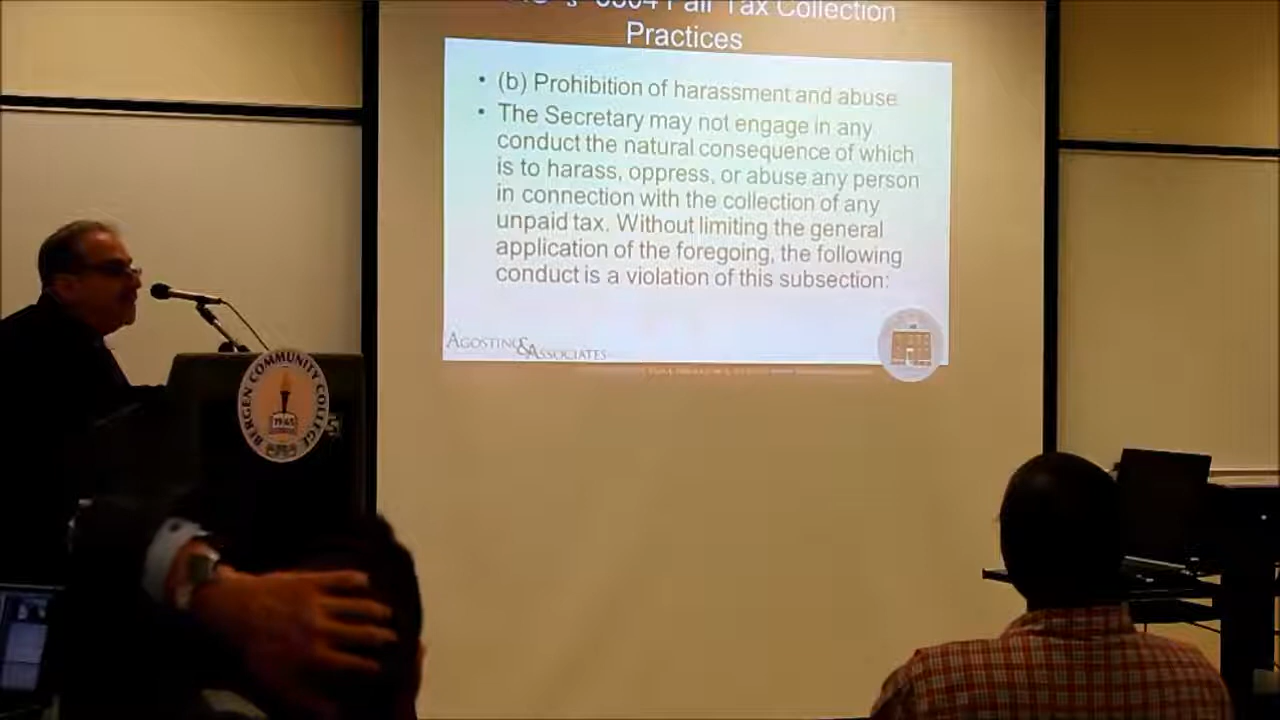 Fair Tax Collection
Practices
• (b) Prohibition of harassment and abuse
• The Secretary may not engage in any
conduct the natural consequence of which
is to harass, oppress, or abuse any person
in connection with the collection of any
unpaid tax. Without limiting the general
application of the foregoing, the following
conduct is a violation of this subsection:
AGOSTINO & ASSOCIATES
BERGEN COMMUNITY COLLEGE
1965